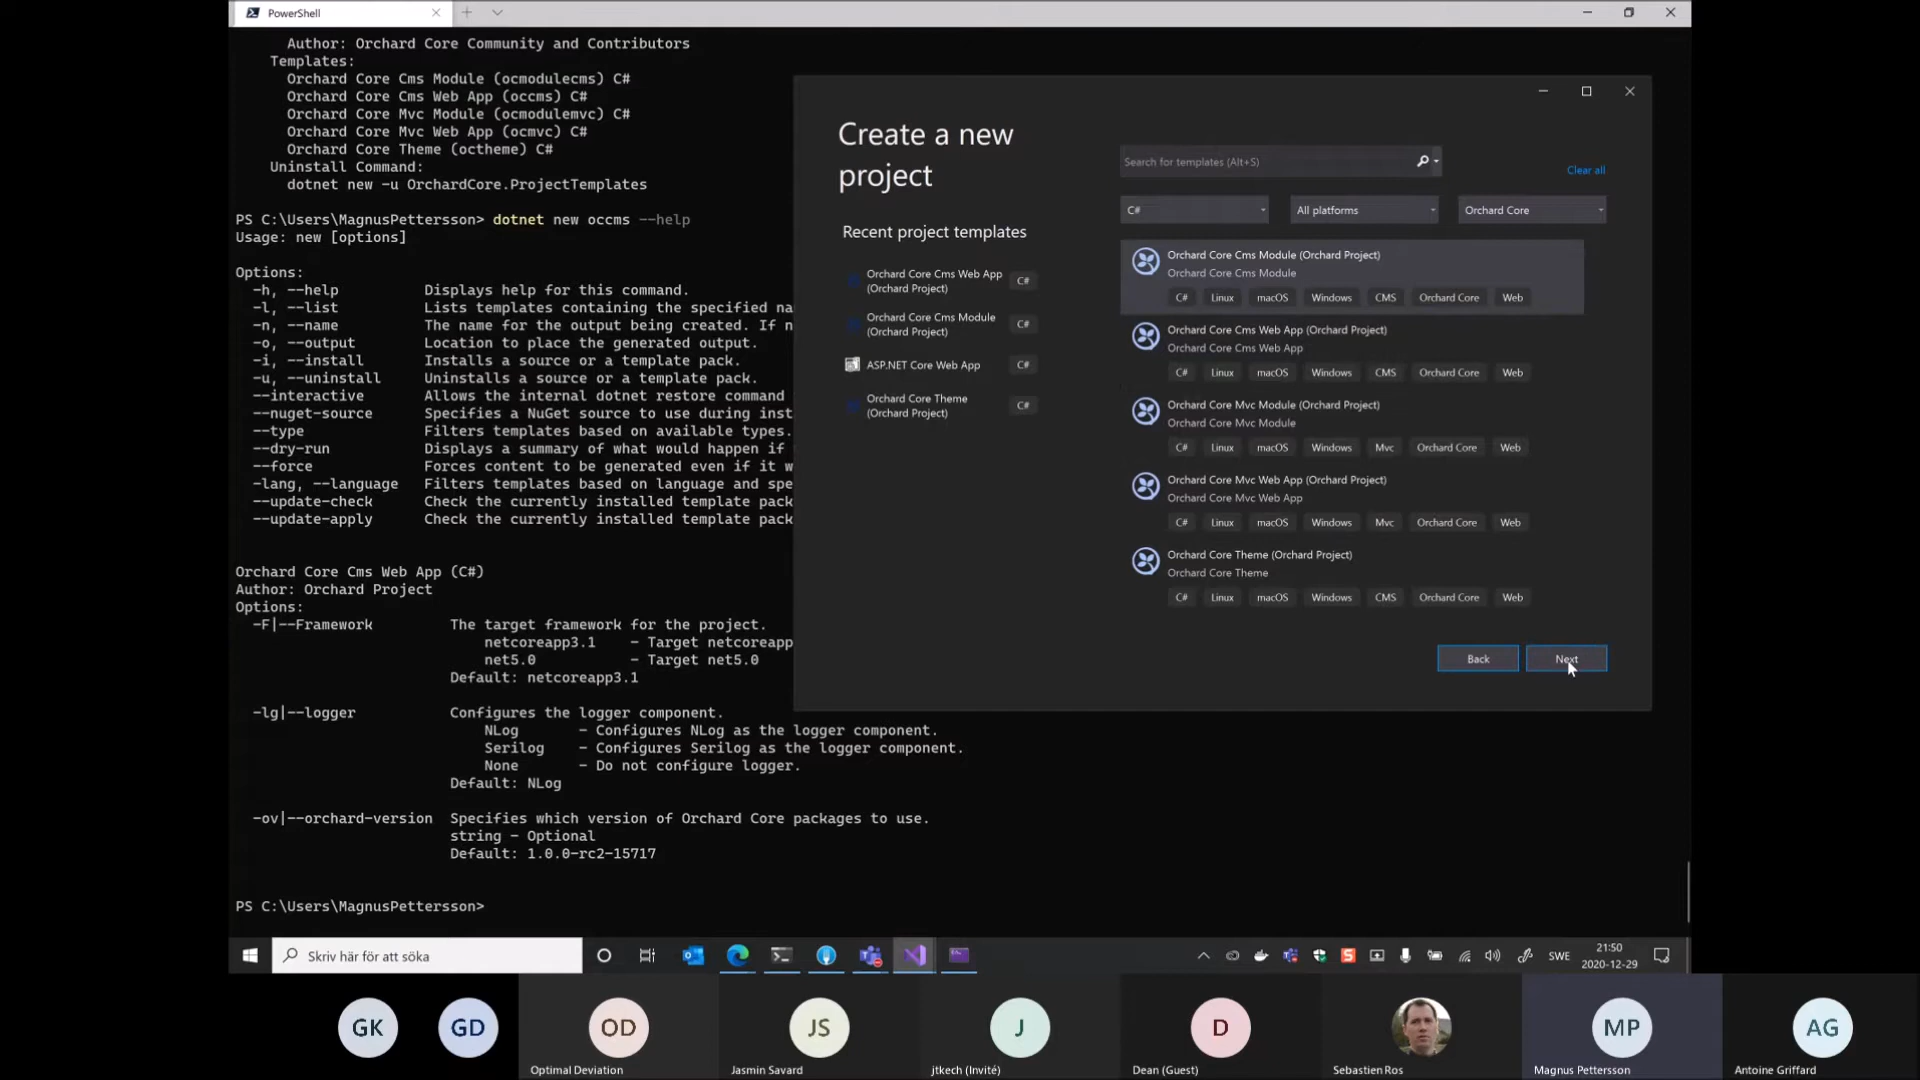 PowerShell
Author: Orchard Core Community and Contributors
Templates:
Orchard Core Cms Module (ocmodulecms) C#
Orchard Core Cms Web App (occms) C#
Orchard Core Mvc Module (ocmodulemvc) C#
Orchard Core Mvc Web App (ocmvc) C#
Orchard Core Theme (octheme) C#
Uninstall Command:
dotnet new -u OrchardCore.ProjectTemplates
PS C:\Users\MagnusPettersson> dotnet new occms --help
Usage: new [options]
Options:
-h, --help Displays help for this command.
-l, --list Lists templates containing the specified na
-n, --name The name for the output being created. If n
-o, --output Location to place the generated output.
-i, --install Installs a source or a template pack.
-u, --uninstall Uninstalls a source or a template pack.
--interactive Allows the internal dotnet restore command
--nuget-source Specifies a NuGet source to use during inst
--type Filters templates based on available types.
--dry-run Displays a summary of what would happen if
--force Forces content to be generated even if it w
-lang, --language Filters templates based on language and spe
--update-check Check the currently installed template pack
--update-apply Check the currently installed template pack
Orchard Core Cms Web App (C#)
Author: Orchard Project
Options:
-F|--Framework The target framework for the project.
netcoreapp3.1 - Target netcoreapp
net5.0 - Target net5.0
Default: netcoreapp3.1
-lg|--logger Configures the logger component.
NLog - Configures NLog as the logger component.
Serilog - Configures Serilog as the logger component.
None - Do not configure logger.
Default: NLog
-ov|--orchard-version Specifies which version of Orchard Core packages to use.
string - Optional
Default: 1.0.0-rc2-15717
PS C:\Users\MagnusPettersson>
Create a new
project
Recent project templates
Orchard Core Cms Web App
(Orchard Project)
C#
Orchard Core Cms Module
(Orchard Project)
C#
ASP.NET Core Web App
C#
Orchard Core Theme
(Orchard Project)
C#
Search for templates (Alt+S)
Clear all
C# All platforms Orchard Core
Orchard Core Cms Module (Orchard Project)
Orchard Core Cms Module
C# Linux macOS Windows CMS Orchard Core Web
Orchard Core Cms Web App (Orchard Project)
Orchard Core Cms Web App
C# Linux macOS Windows CMS Orchard Core Web
Orchard Core Mvc Module (Orchard Project)
Orchard Core Mvc Module
C# Linux macOS Windows Mvc Orchard Core Web
Orchard Core Mvc Web App (Orchard Project)
Orchard Core Mvc Web App
C# Linux macOS Windows Mvc Orchard Core Web
Orchard Core Theme (Orchard Project)
Orchard Core Theme
C# Linux macOS Windows CMS Orchard Core Web
Back Next
Skriv här för att söka
SWE
21:50
2020-12-29
GK GD OD JS J D MP AG
Optimal Deviation Jasmin Savard jtkech (Invité) Dean (Guest) Sebastien Ros Magnus Pettersson Antoine Griffard